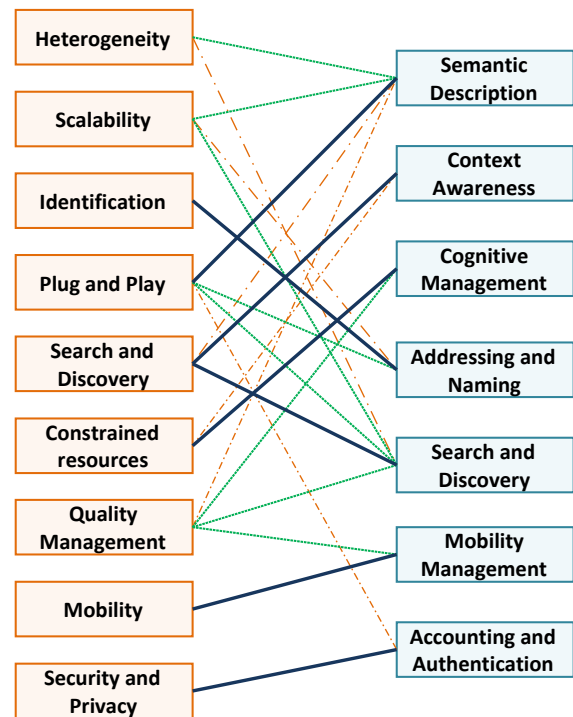 Heterogeneity
Scalability
Identification
Plug and Play
Search and
Discovery
Constrained
resources
Quality
Management
Mobility
Security and
Privacy
Semantic
Description
Context
Awareness
Cognitive
Management
Addressing and
Naming
Search and
Discovery
Mobility
Management
Accounting and
Authentication